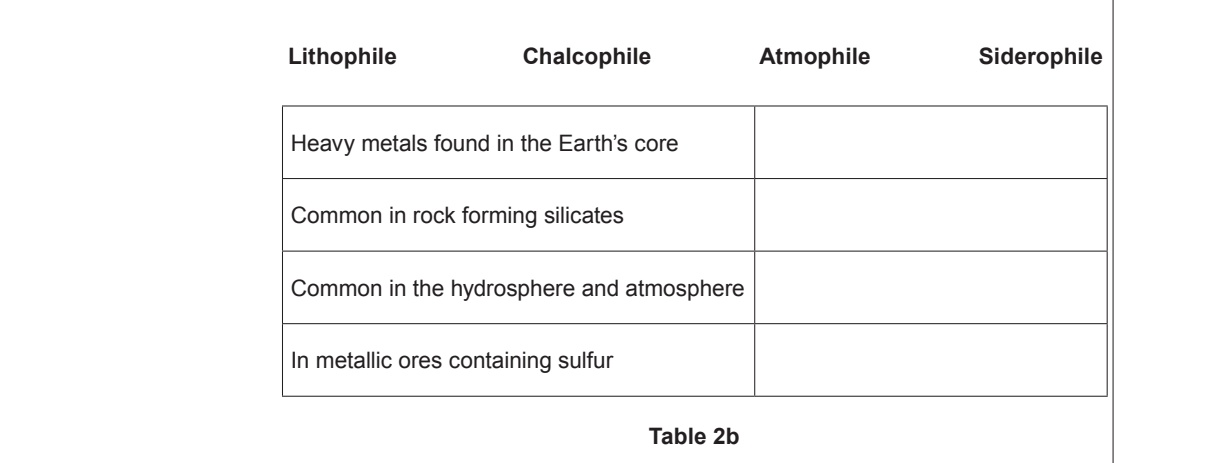 Lithophile Chalcophile Atmophile Siderophile
Heavy metals found in the Earth’s core
Common in rock forming silicates
Common in the hydrosphere and atmosphere
In metallic ores containing sulfur
Table 2b